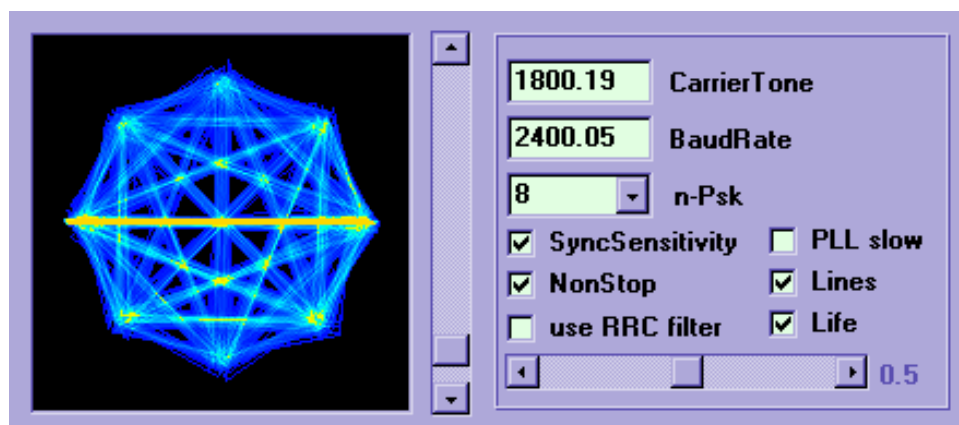 1800.19 CarrierTone
2400.05 BaudRate
8 n-Psk
SyncSensitivity PLL slow
NonStop Lines
use RRC filter Life
0.5